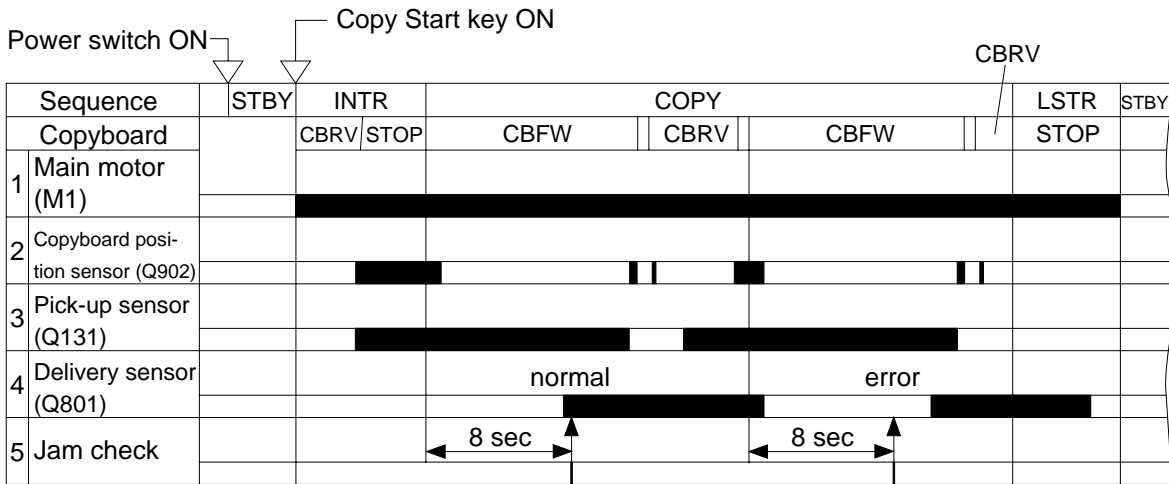 Copy Start key ON
Power switch ON
CBRV
Sequence STBY INTR COPY LSTR STBY
Copyboard CBRV STOP CBFW CBRV CBFW STOP
1 Main motor
(M1)
2 Copyboard posi-
tion sensor (Q902)
3 Pick-up sensor
(Q131)
4 Delivery sensor normal error
(Q801)
5 Jam check 8 sec 8 sec